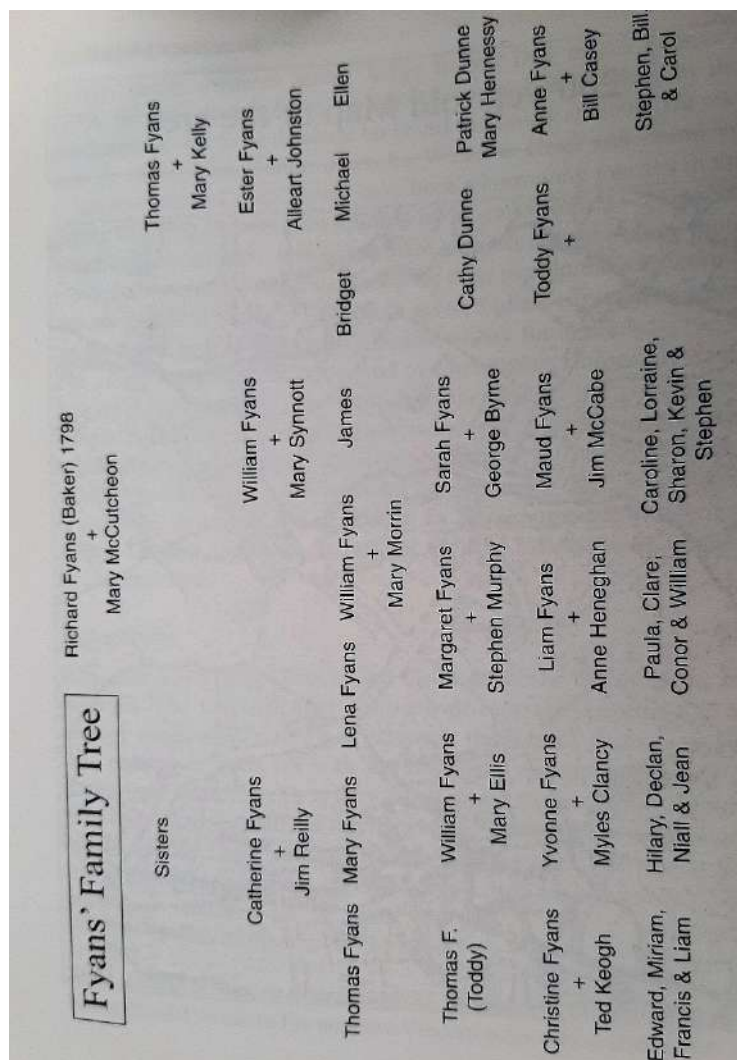 Fyans' Family Tree
Richard Fyans (Baker) 1798
+
Mary McCutcheon
Sisters
Thomas Fyans
+
Mary Kelly
Catherine Fyans
+
Jim Reilly
William Fyans
+
Mary Synnott
Ester Fyans
+
Alleart Johnston
Thomas Fyans Mary Fyans Lena Fyans William Fyans James Bridget Michael Ellen
+
Mary Morrin
Thomas F.
(Toddy)
William Fyans
+
Mary Ellis
Margaret Fyans
+
Stephen Murphy
Sarah Fyans
+
George Byrne
Cathy Dunne
Patrick Dunne
Mary Hennessy
Christine Fyans
+
Ted Keogh
Yvonne Fyans
+
Myles Clancy
Liam Fyans
+
Anne Heneghan
Maud Fyans
+
Jim McCabe
Toddy Fyans
+
Anne Fyans
+
Bill Casey
Edward, Miriam,
Francis & Liam
Hilary, Declan,
Niall & Jean
Paula, Clare,
Conor & William
Caroline, Lorraine,
Sharon, Kevin &
Stephen
Stephen, Bill
& Carol